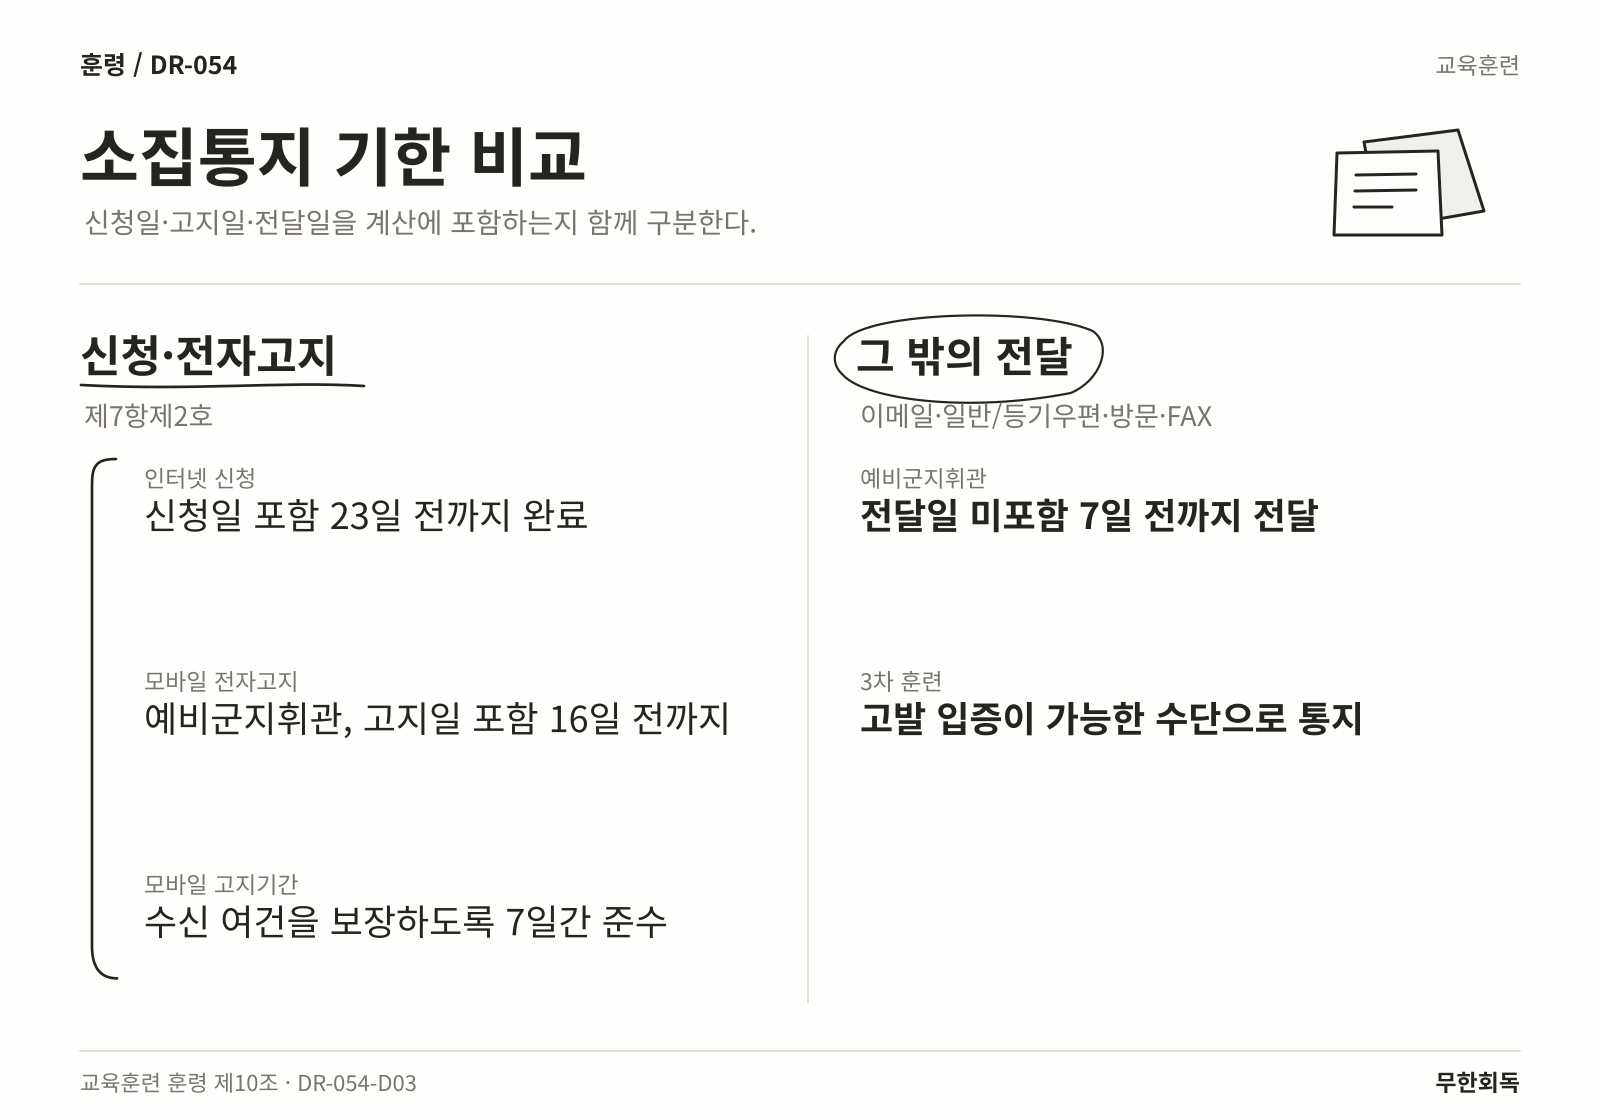 훈령 / DR-054
교육훈련
소집통지 기한 비교
신청일·고지일·전달일을 계산에 포함하는지 함께 구분한다.
신청·전자고지
제7항제2호
인터넷 신청
신청일 포함 23일 전까지 완료
모바일 전자고지
예비군지휘관, 고지일 포함 16일 전까지
모바일 고지기간
수신 여건을 보장하도록 7일간 준수
그 밖의 전달
이메일·일반/등기우편·방문·FAX
예비군지휘관
전달일 미포함 7일 전까지 전달
3차 훈련
고발 입증이 가능한 수단으로 통지
교육훈련 훈령 제10조 · DR-054-D03
무한회독